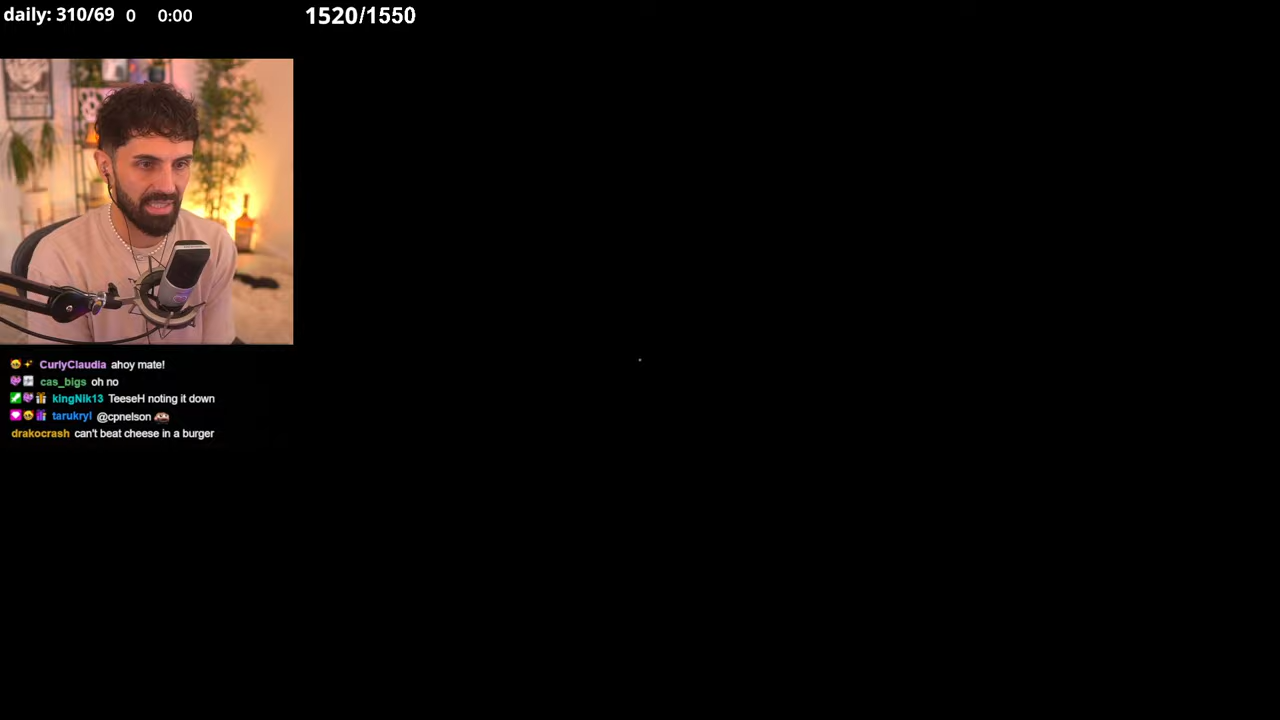 daily: 310/69 0 0:00 1520/1550
CurlyClaudia ahoy mate!
cas_bigs oh no
kingNik13 TeeseH noting it down
tarukryl @cpnelson
drakocrash can't beat cheese in a burger